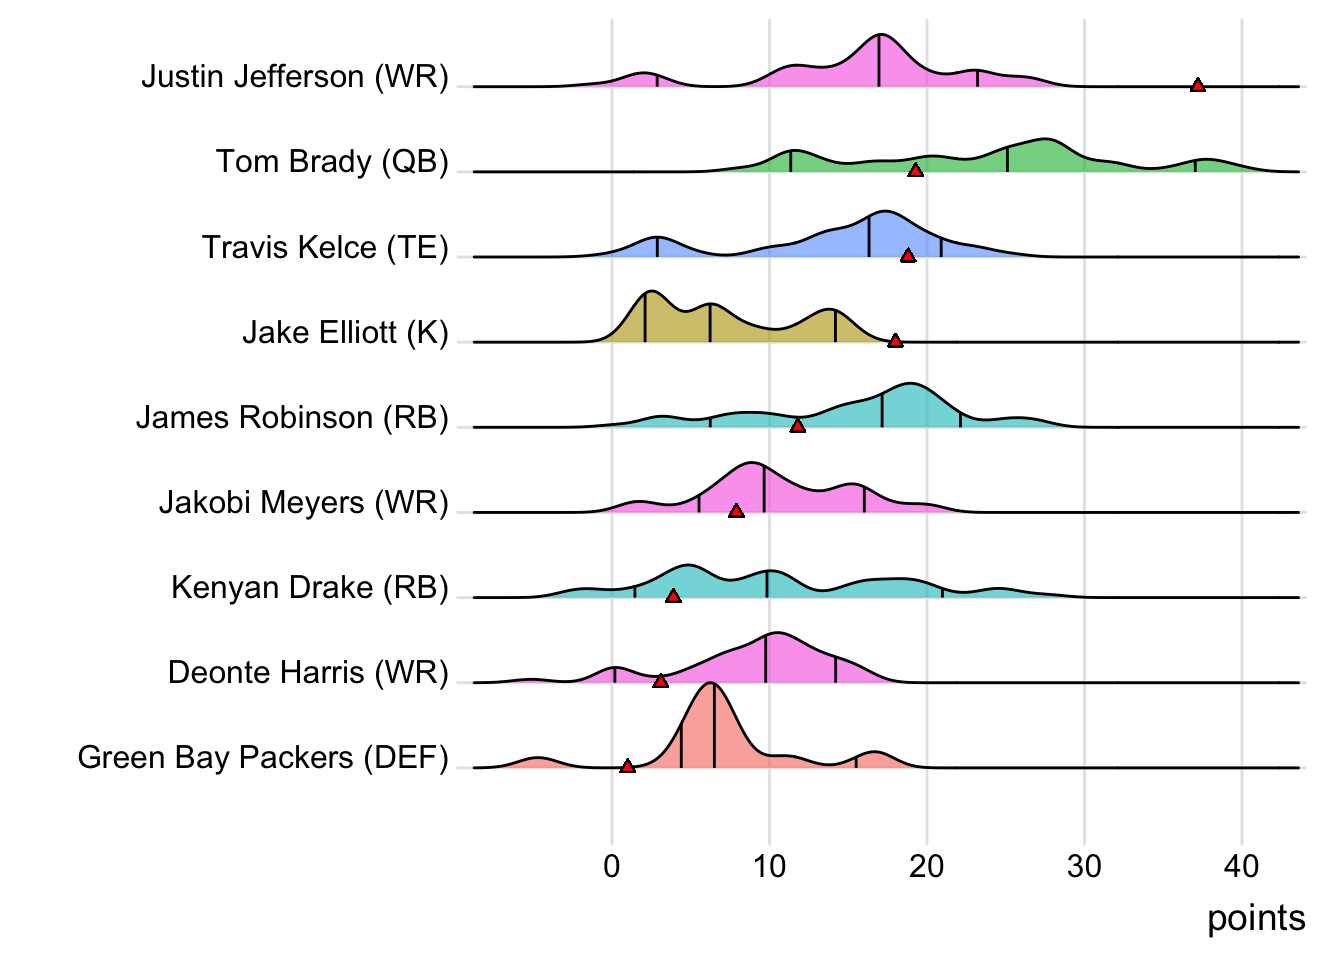 Justin Jefferson (WR)
Tom Brady (QB)
Travis Kelce (TE)
Jake Elliott (K)
James Robinson (RB)
Jakobi Meyers (WR)
Kenyan Drake (RB)
Deonte Harris (WR)
Green Bay Packers (DEF)
0 10 20 30 40
points